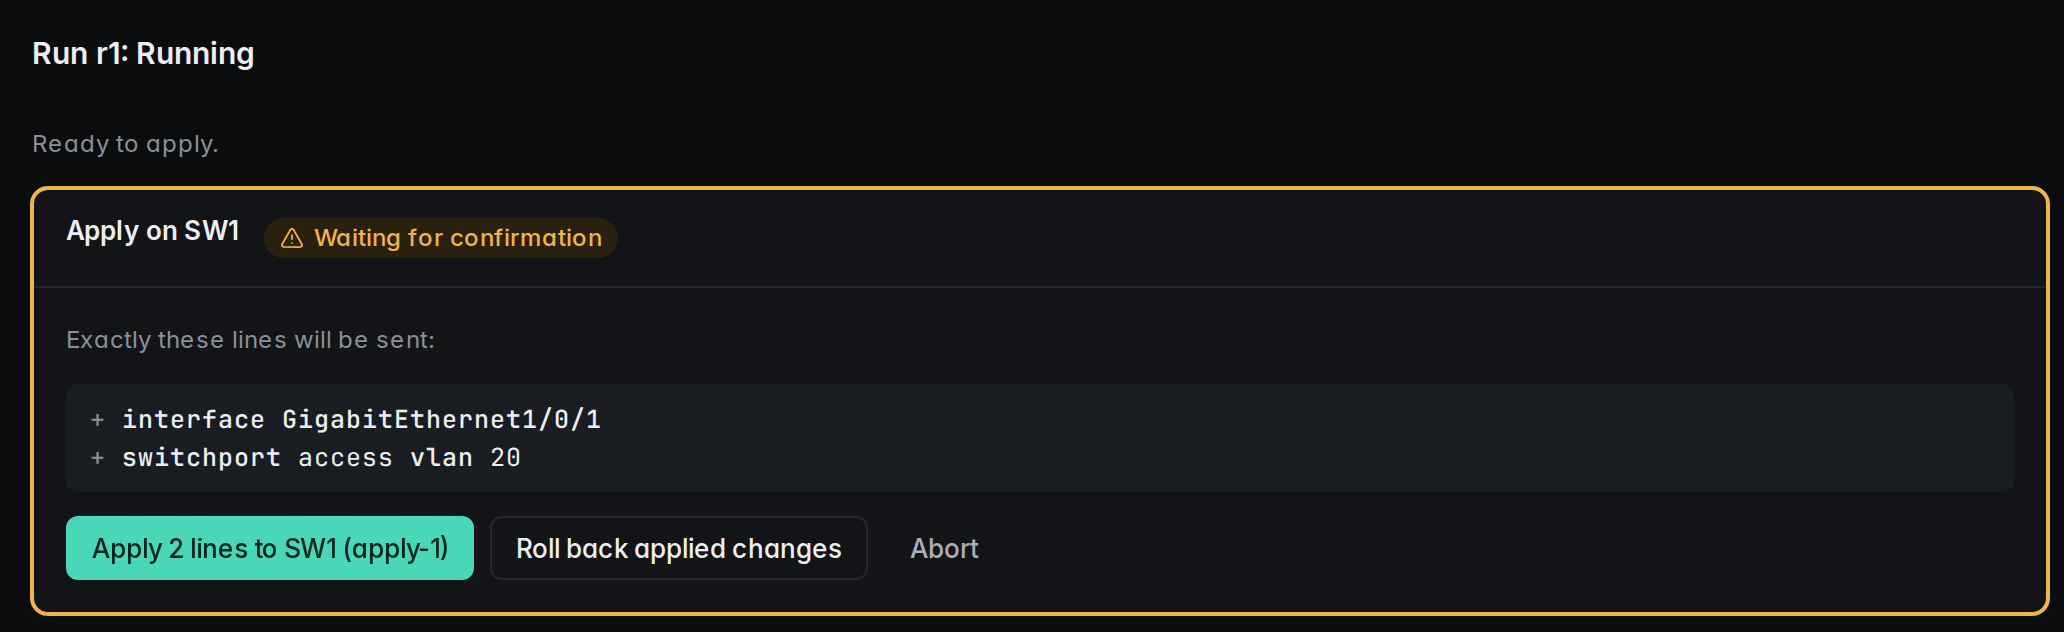 Run r1: Running
Ready to apply.
Apply on SW1
Waiting for confirmation
Exactly these lines will be sent:
+ interface GigabitEthernet1/0/1
+ switchport access vlan 20
Apply 2 lines to SW1 (apply-1)
Roll back applied changes
Abort